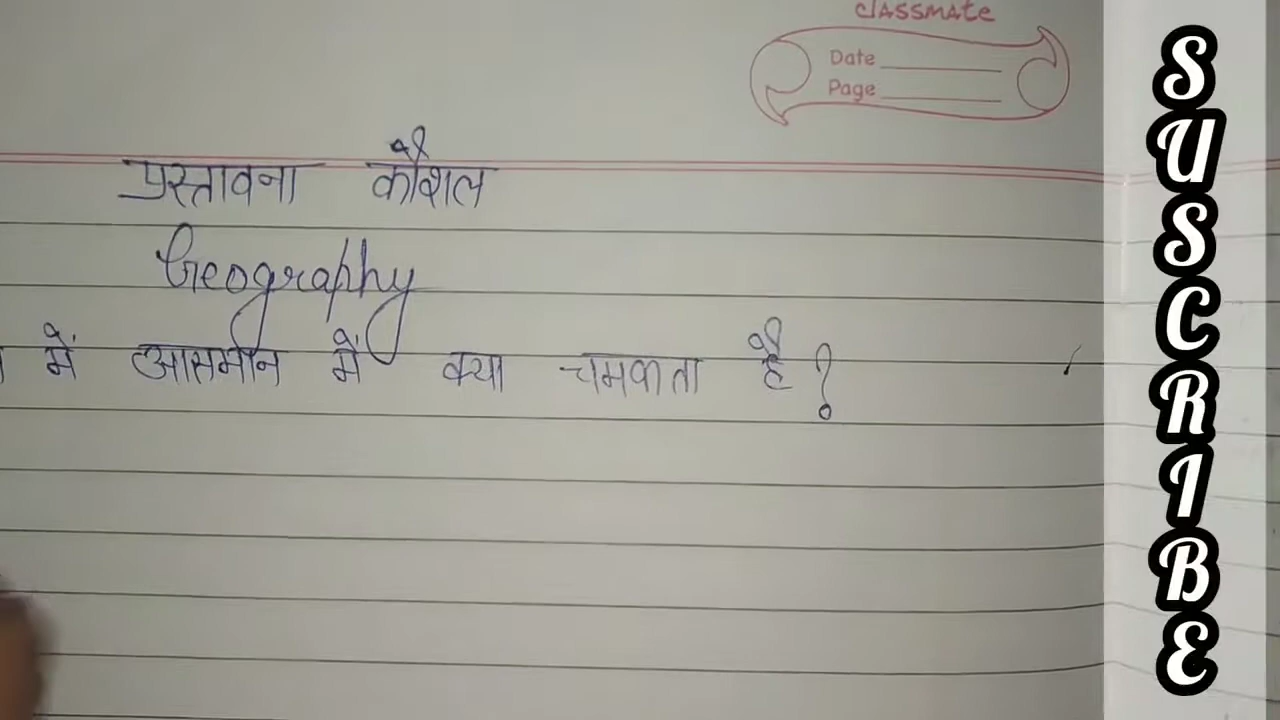 classmate
Date
Page
प्रस्तावना कौशल
Geography
में आसमान में क्या चमकता है?
SUSCRIBE